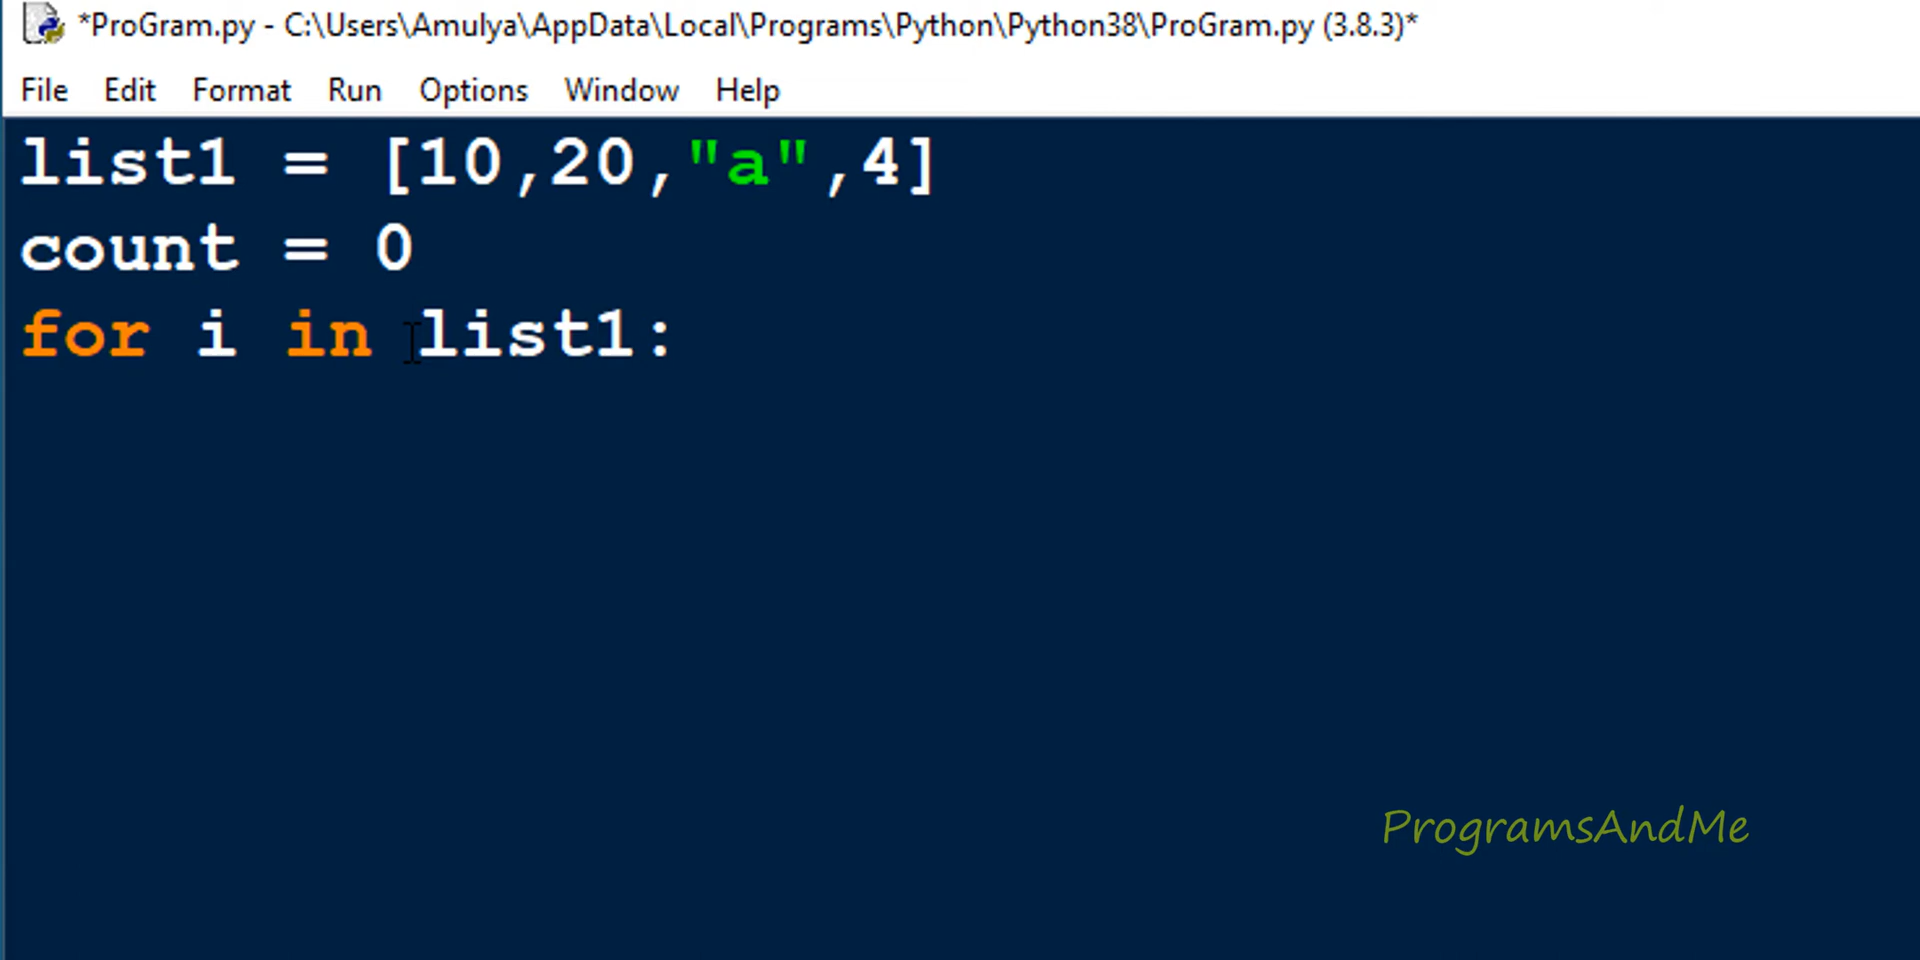 *ProGram.py - C:\Users\Amulya\AppData\Local\Programs\Python\Python38\ProGram.py (3.8.3)*
File Edit Format Run Options Window Help
list1 = [10,20,"a",4]
count = 0
for i in list1:
ProgramsAndMe